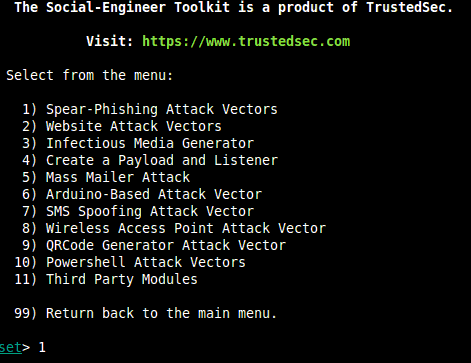 The Social-Engineer Toolkit is a product of TrustedSec.
Visit: https://www.trustedsec.com
Select from the menu:
1) Spear-Phishing Attack Vectors
2) Website Attack Vectors
3) Infectious Media Generator
4) Create a Payload and Listener
5) Mass Mailer Attack
6) Arduino-Based Attack Vector
7) SMS Spoofing Attack Vector
8) Wireless Access Point Attack Vector
9) QRCode Generator Attack Vector
10) Powershell Attack Vectors
11) Third Party Modules
99) Return back to the main menu.
set> 1